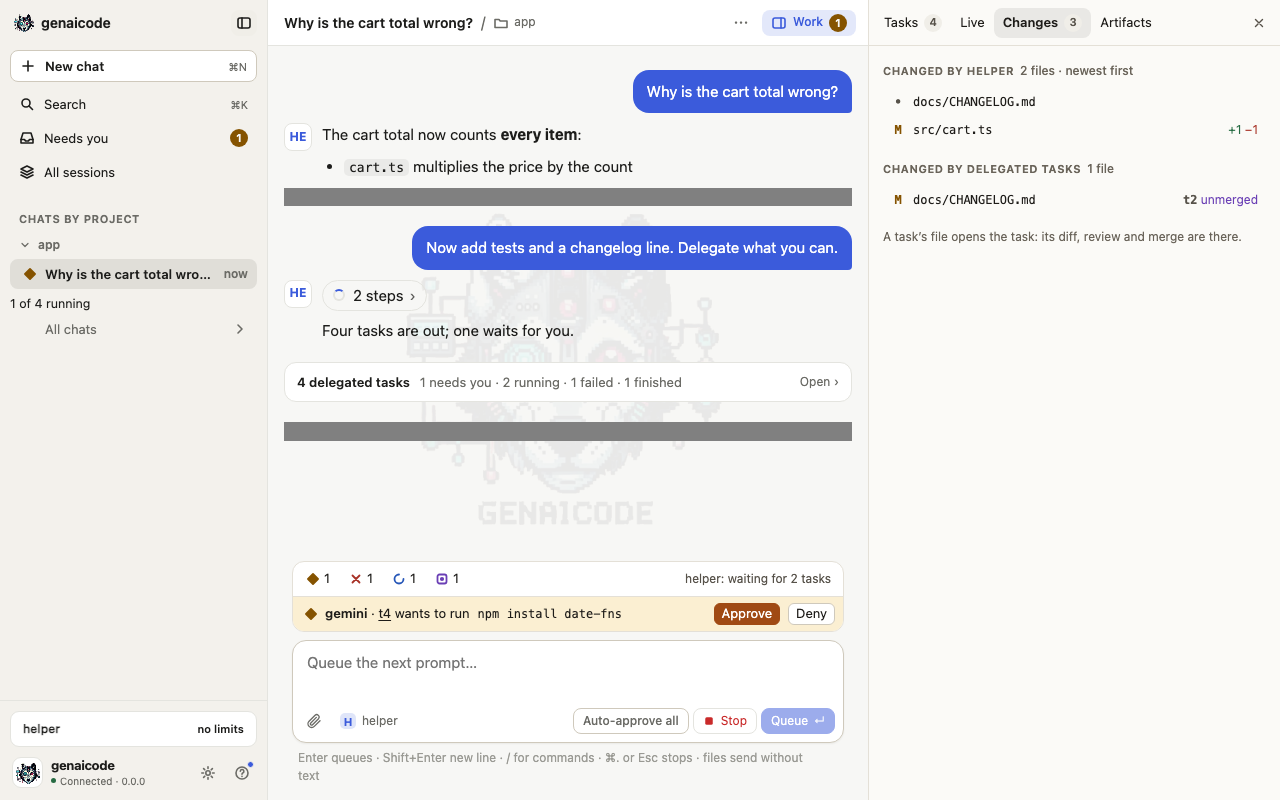 genaicode
New chat ⌘N
Search ⌘K
Needs you 1
All sessions
CHATS BY PROJECT
app
Why is the cart total wro... now
1 of 4 running
All chats
helper no limits
genaicode
Connected · 0.0.0
Why is the cart total wrong? / app
Work 1
Why is the cart total wrong?
HE The cart total now counts every item:
• cart.ts multiplies the price by the count
Now add tests and a changelog line. Delegate what you can.
HE 2 steps ›
Four tasks are out; one waits for you.
4 delegated tasks 1 needs you · 2 running · 1 failed · 1 finished Open ›
GENAICODE
1 1 1 1 helper: waiting for 2 tasks
gemini · t4 wants to run npm install date-fns Approve Deny
Queue the next prompt...
H helper Auto-approve all Stop Queue
Enter queues · Shift+Enter new line · / for commands · ⌘. or Esc stops · files send without
text
Tasks 4 Live Changes 3 Artifacts
CHANGED BY HELPER 2 files · newest first
• docs/CHANGELOG.md
M src/cart.ts +1 −1
CHANGED BY DELEGATED TASKS 1 file
M docs/CHANGELOG.md t2 unmerged
A task's file opens the task: its diff, review and merge are there.